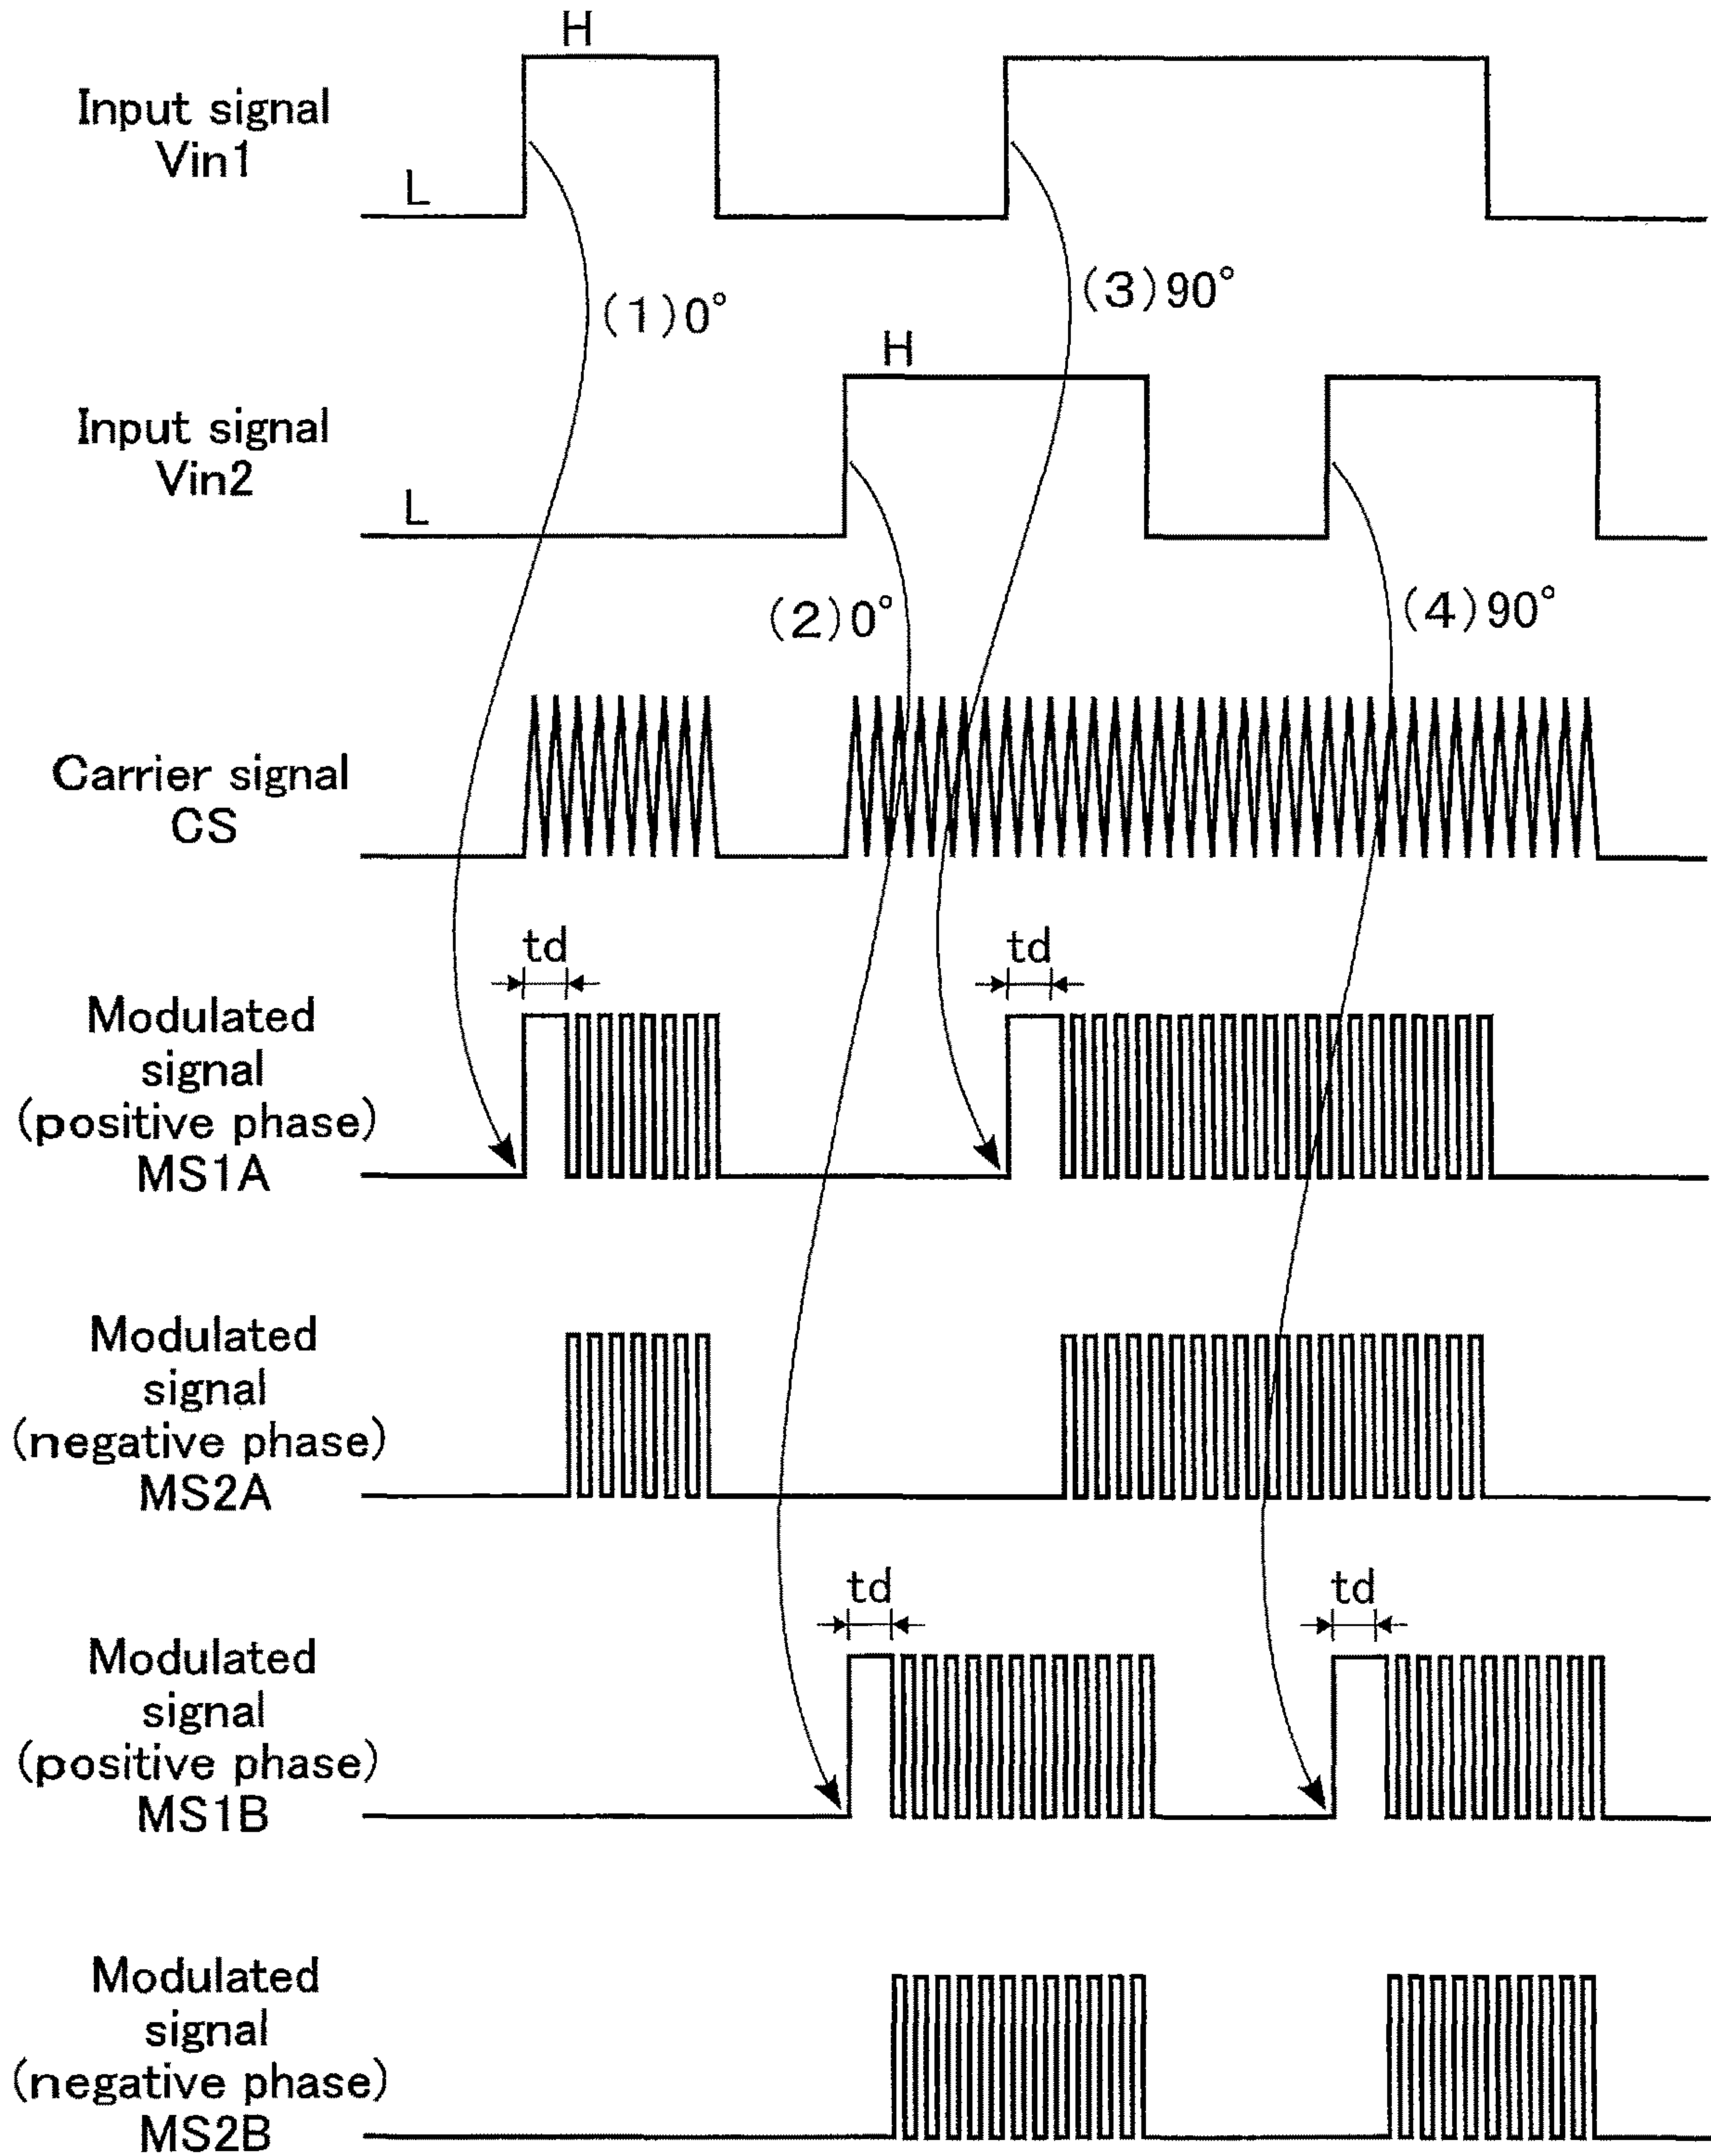 H
Input signal
Vin1
L
(1)0°
(3)90°
H
Input signal
Vin2
L
(2)0°
(4)90°
Carrier signal
CS
td
td
Modulated
signal
(positive phase)
MS1A
Modulated
signal
(negative phase)
MS2A
td
td
Modulated
signal
(positive phase)
MS1B
Modulated
signal
(negative phase)
MS2B